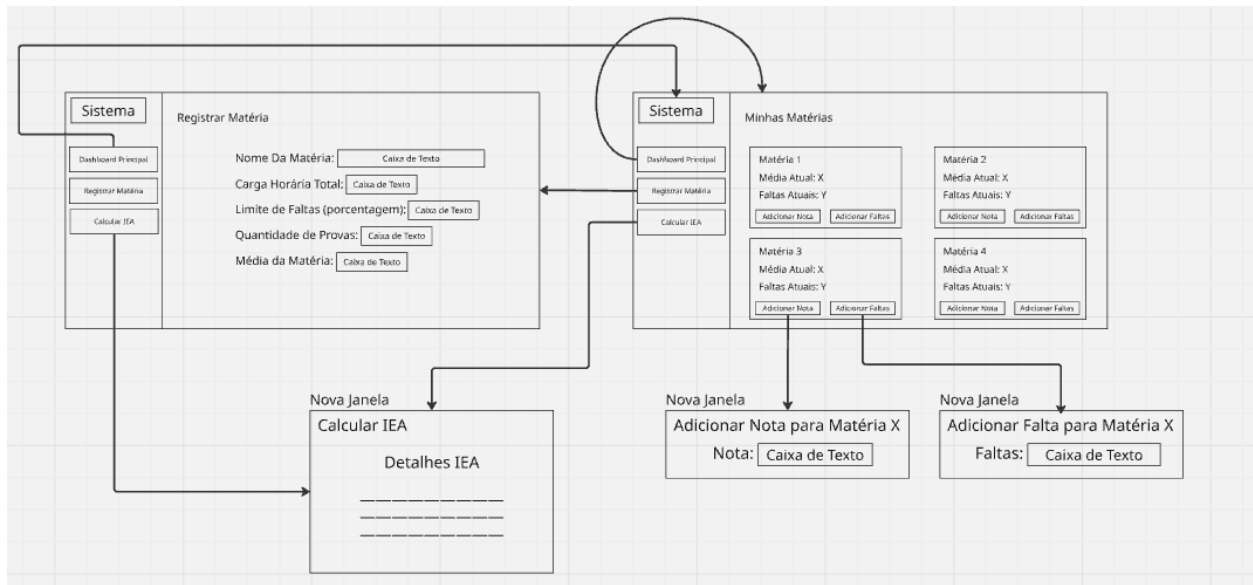 Sistema
Registrar Matéria
Dashboard Principal
Registrar Matéria
Calcular IEA
Nome Da Matéria: Caixa de Texto
Carga Horária Total: Caixa de Texto
Limite de Faltas (porcentagem): Caixa de Texto
Quantidade de Provas: Caixa de Texto
Média da Matéria: Caixa de Texto
Sistema
Minhas Matérias
Dashboard Principal
Registrar Matéria
Calcular IEA
Matéria 1
Média Atual: X
Faltas Atuais: Y
Adicionar Nota Adicionar Faltas
Matéria 2
Média Atual: X
Faltas Atuais: Y
Adicionar Nota Adicionar Faltas
Matéria 3
Média Atual: X
Faltas Atuais: Y
Adicionar Nota Adicionar Faltas
Matéria 4
Média Atual: X
Faltas Atuais: Y
Adicionar Nota Adicionar Faltas
Nova Janela
Calcular IEA
Detalhes IEA
Nova Janela
Adicionar Nota para Matéria X
Nota: Caixa de Texto
Nova Janela
Adicionar Falta para Matéria X
Faltas: Caixa de Texto